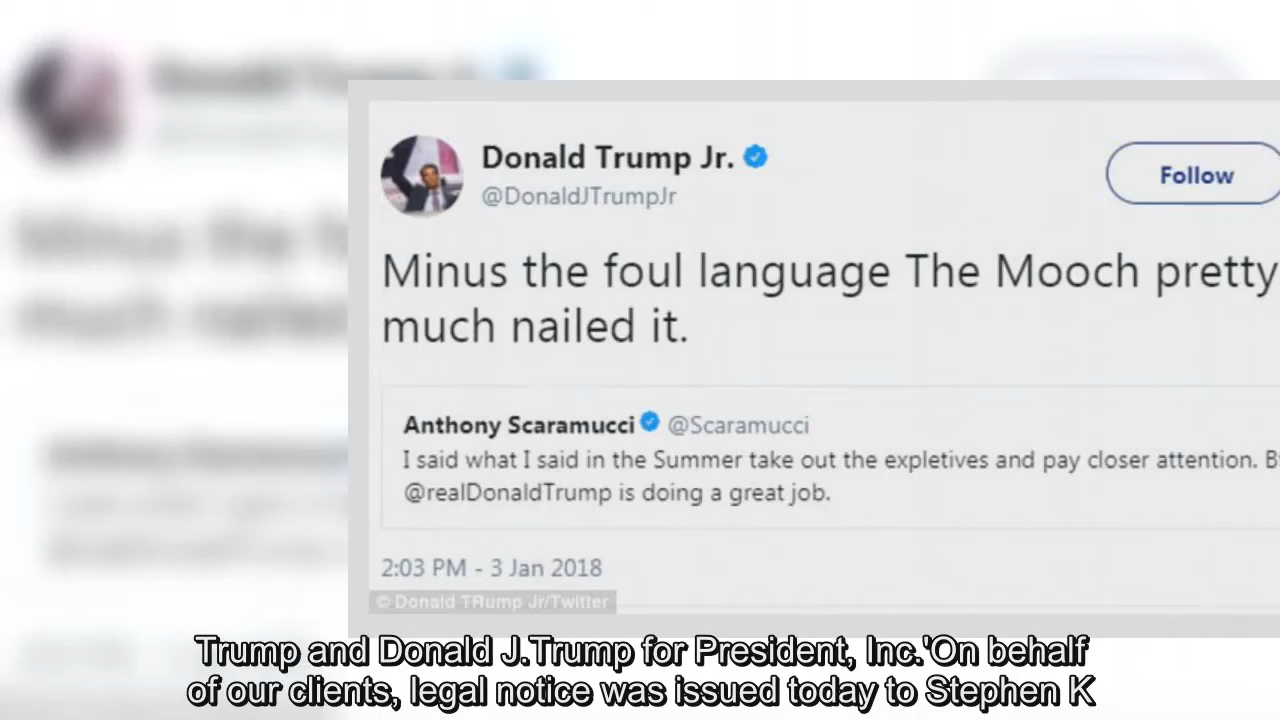 Donald Trump Jr.
@DonaldJTrumpJr
Follow
Minus the foul language The Mooch pretty
much nailed it.
Anthony Scaramucci @Scaramucci
I said what I said in the Summer take out the expletives and pay closer attention.
@realDonaldTrump is doing a great job.
2:03 PM - 3 Jan 2018
© Donald TRump Jr/Twitter
Trump and Donald J.Trump for President, Inc.'On behalf
of our clients, legal notice was issued today to Stephen K